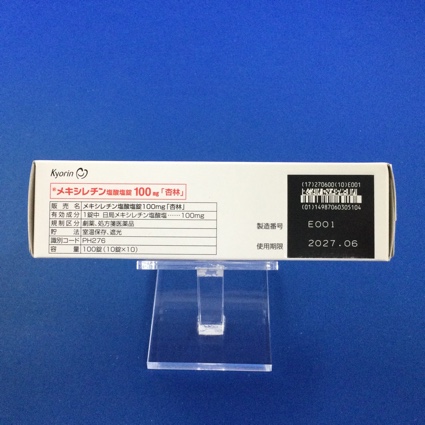 Kyorin
*メキシレチン塩酸塩錠100mg「杏林」
販売名 メキシレチン塩酸塩錠100mg「杏林」
有効成分 1錠中 日局メキシレチン塩酸塩……100mg
規制区分 劇薬、処方箋医薬品
貯法 室温保存、遮光
識別コード PH276
容量 100錠(10錠×10)
(17)270600(10)E001
(01)14987060305104
製造番号 E001
使用期限 2027.06